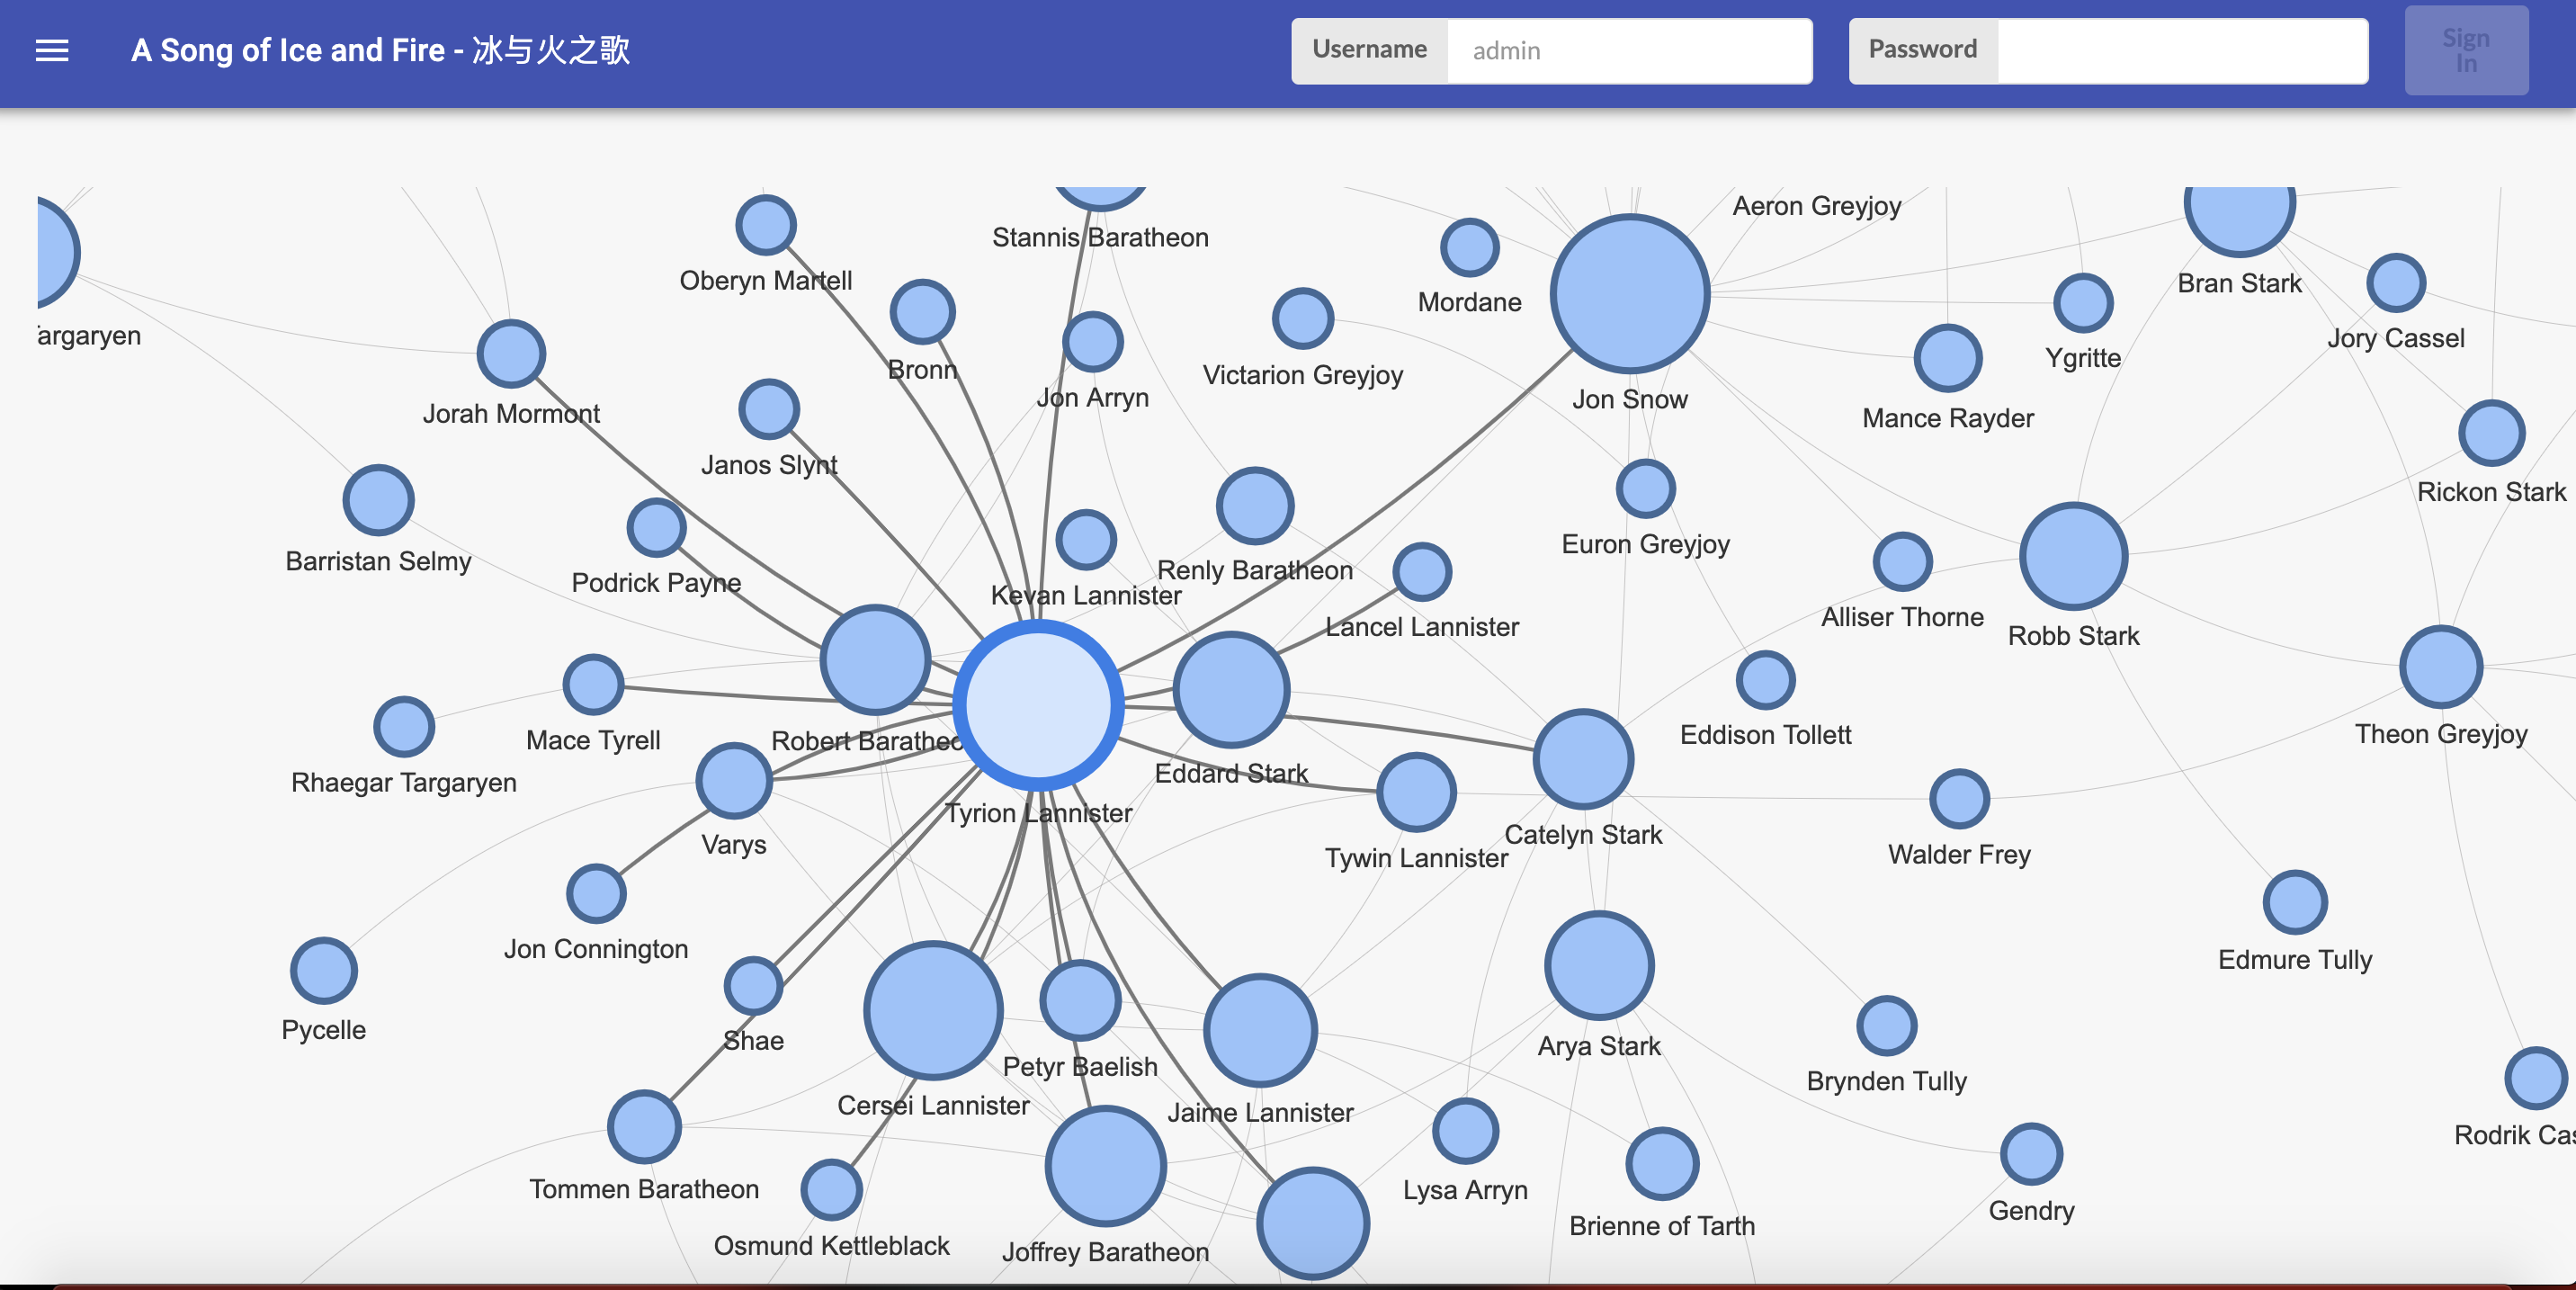 A Song of Ice and Fire - 冰与火之歌
Username
admin
Password
Sign
In
Aeron Greyjoy
Stannis Baratheon
Oberyn Martell
Bran Stark
Mordane
argaryen
Jory Cassel
Ygritte
Bronn
Victarion Greyjoy
Jon Arryn
Jon Snow
Jorah Mormont
Mance Rayder
Janos Slynt
Rickon Stark
Euron Greyjoy
Barristan Selmy
Renly Baratheon
Podrick Payne
Kevan Lannister
Alliser Thorne
Lancel Lannister
Robb Stark
Theon Greyjoy
Eddison Tollett
Mace Tyrell
Robert Baratheo
Eddard Stark
Rhaegar Targaryen
Tyrion Lannister
Catelyn Stark
Varys
Walder Frey
Tywin Lannister
Jon Connington
Edmure Tully
Pycelle
Shae
Arya Stark
Petyr Baelish
Brynden Tully
Cersei Lannister
Jaime Lannister
Rodrik Cas
Tommen Baratheon
Lysa Arryn
Gendry
Brienne of Tarth
Osmund Kettleblack
Joffrey Baratheon